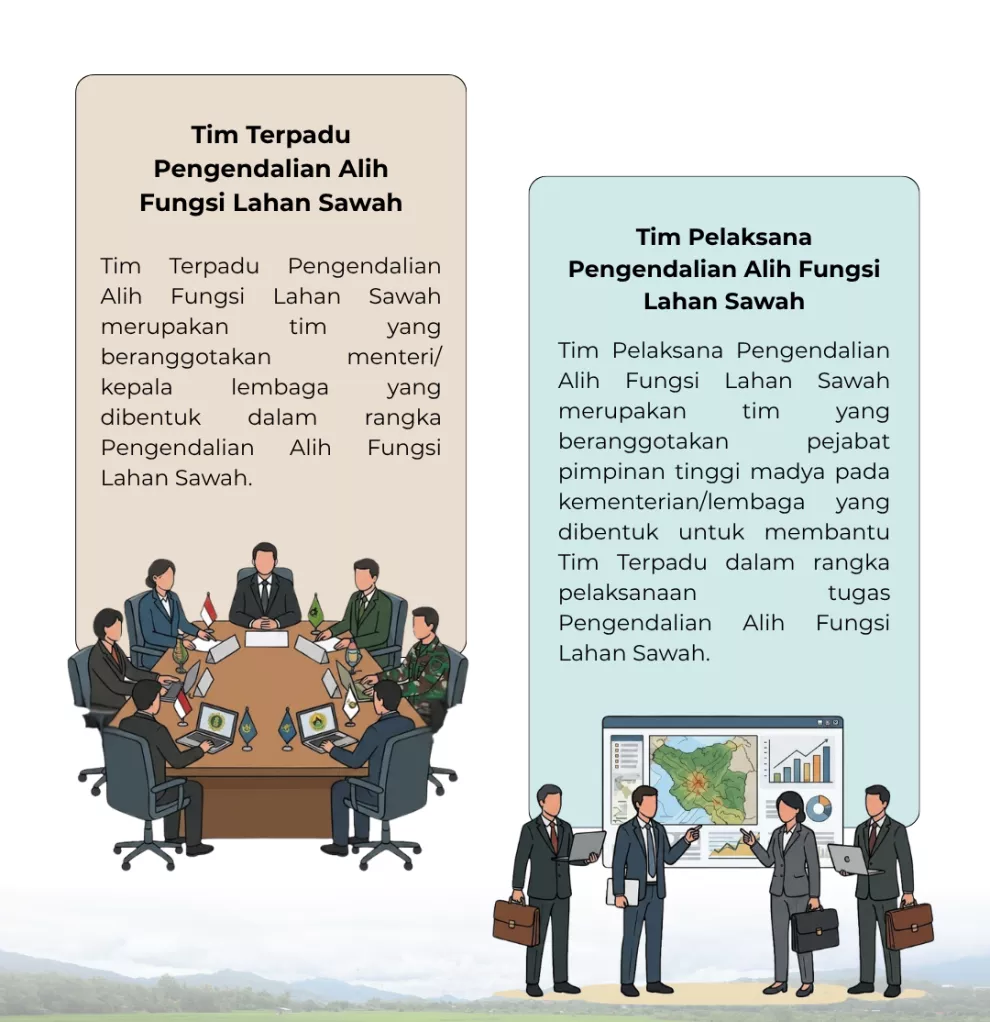 Tim Terpadu
Pengendalian Alih
Fungsi Lahan Sawah
Tim Terpadu Pengendalian
Alih Fungsi Lahan Sawah
merupakan tim yang
beranggotakan menteri/
kepala lembaga yang
dibentuk dalam rangka
Pengendalian Alih Fungsi
Lahan Sawah.
Tim Pelaksana
Pengendalian Alih Fungsi
Lahan Sawah
Tim Pelaksana Pengendalian
Alih Fungsi Lahan Sawah
merupakan tim yang
beranggotakan pejabat
pimpinan tinggi madya pada
kementerian/lembaga yang
dibentuk untuk membantu
Tim Terpadu dalam rangka
pelaksanaan tugas
Pengendalian Alih Fungsi
Lahan Sawah.